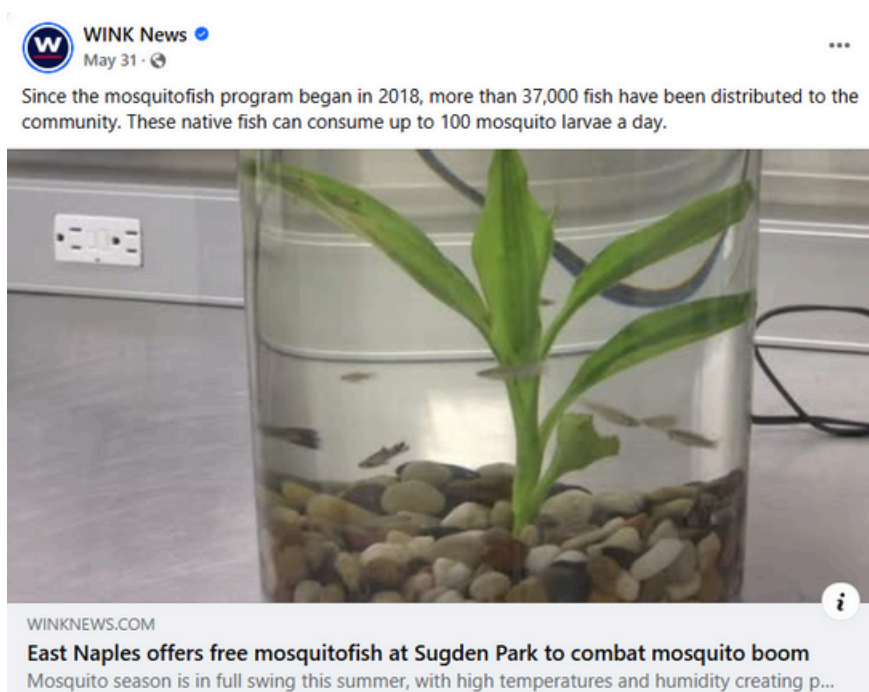 WINK News
May 31
Since the mosquitofish program began in 2018, more than 37,000 fish have been distributed to the
community. These native fish can consume up to 100 mosquito larvae a day.
WINKNEWS.COM
East Naples offers free mosquitofish at Sugden Park to combat mosquito boom
Mosquito season is in full swing this summer, with high temperatures and humidity creating p...